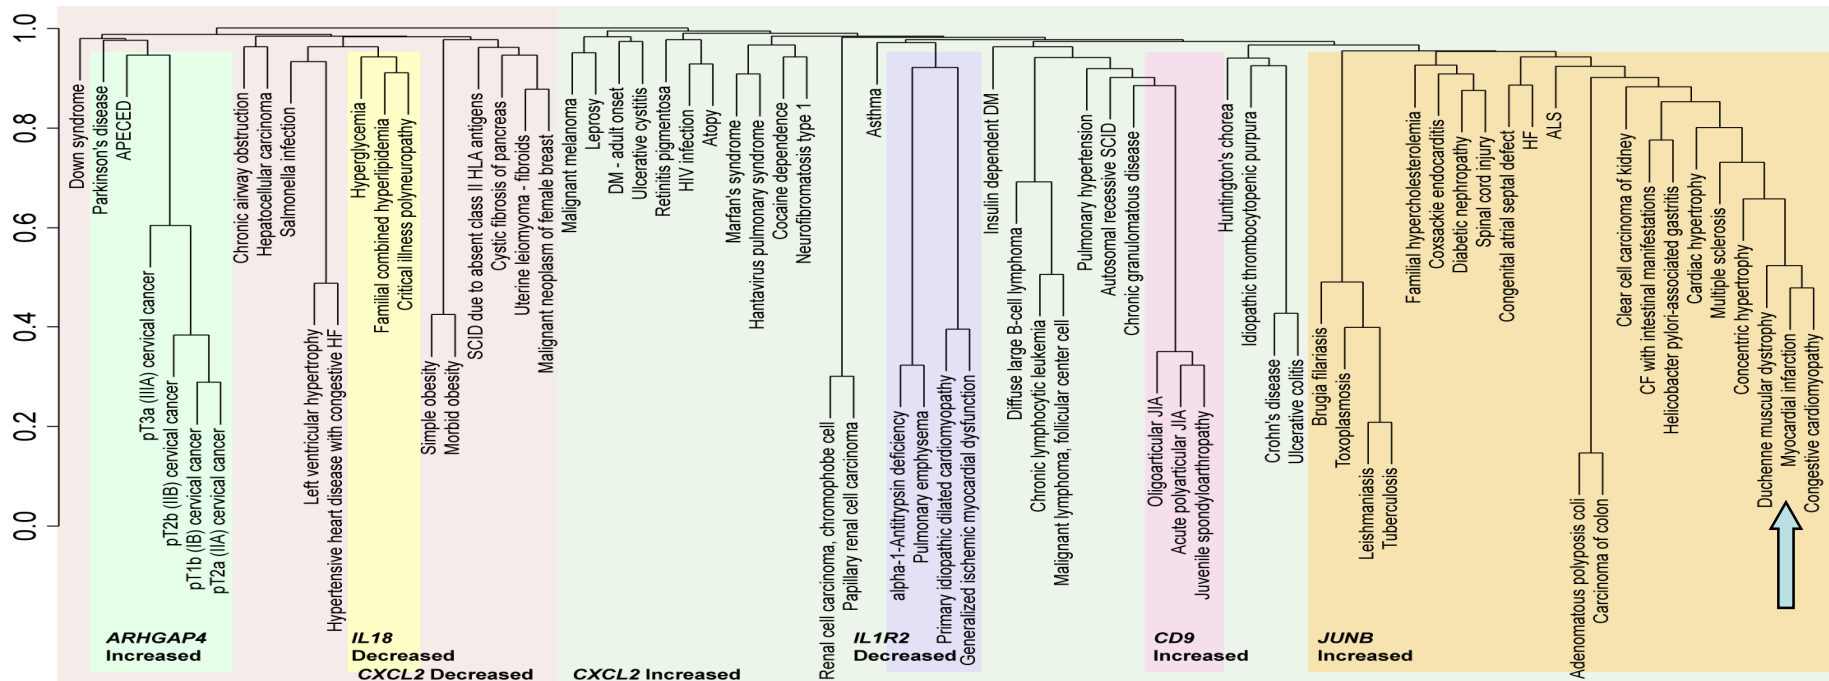 1.0
0.8
0.6
0.4
0.2
0.0
Down syndrome
Parkinson's disease
APECED
pT3a (IIIA) cervical cancer
pT2b (IIB) cervical cancer
pT1b (IB) cervical cancer
pT2a (IIA) cervical cancer
Chronic airway obstruction
Hepatocellular carcinoma
Salmonella infection
Left ventricular hypertrophy
Hypertensive heart disease with congestive HF
Hyperglycemia
Familial combined hyperlipidemia
Critical illness polyneuropathy
Simple obesity
Morbid obesity
SCID due to absent class II HLA antigens
Cystic fibrosis of pancreas
Uterine leiomyoma - fibroids
Malignant neoplasm of female breast
Malignant melanoma
Leprosy
DM - adult onset
Ulcerative cystitis
Retinitis pigmentosa
HIV infection
Atopy
Marfan's syndrome
Hantavirus pulmonary syndrome
Cocaine dependence
Neurofibromatosis type 1
Renal cell carcinoma, chromophobe cell
Papillary renal cell carcinoma
Asthma
alpha-1-Antitrypsin deficiency
Pulmonary emphysema
Primary idiopathic dilated cardiomyopathy
Generalized ischemic myocardial dysfunction
Insulin dependent DM
Diffuse large B-cell lymphoma
Chronic lymphocytic leukemia
Malignant lymphoma, follicular center cell
Pulmonary hypertension
Autosomal recessive SCID
Chronic granulomatous disease
Oligoarticular JIA
Acute polyarticular JIA
Juvenile spondyloarthropathy
Huntington's chorea
Idiopathic thrombocytopenic purpura
Crohn's disease
Ulcerative colitis
Brugia filariasis
Toxoplasmosis
Leishmaniasis
Tuberculosis
Familial hypercholesterolemia
Coxsackie endocarditis
Diabetic nephropathy
Spinal cord injury
Congenital atrial septal defect
HF
ALS
Adenomatous polyposis coli
Carcinoma of colon
Clear cell carcinoma of kidney
CF with intestinal manifestations
Helicobacter pylori-associated gastritis
Cardiac hypertrophy
Multiple sclerosis
Concentric hypertrophy
Duchenne muscular dystrophy
Myocardial infarction
Congestive cardiomyopathy
ARHGAP4
Increased
IL18
Decreased
CXCL2 Decreased
CXCL2 Increased
IL1R2
Decreased
CD9
Increased
JUNB
Increased